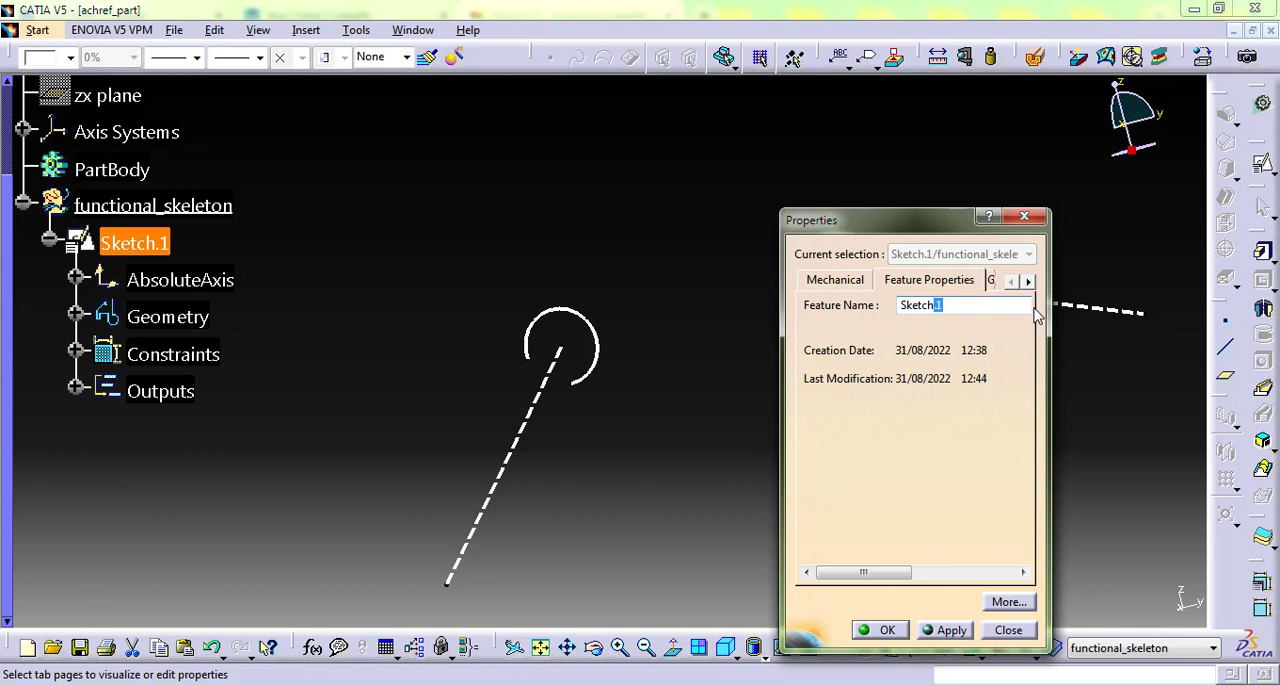 CATIA V5 - [achref_part]
Start ENOVIA V5 VPM File Edit View Insert Tools Window Help
0% None ABC
zx plane
Axis Systems
PartBody
functional_skeleton
Sketch.1
AbsoluteAxis
Geometry
Constraints
Outputs
z
y
x
Properties
Current selection : Sketch.1/functional_skele
Mechanical Feature Properties G
Feature Name : Sketch.1
Creation Date: 31/08/2022 12:38
Last Modification: 31/08/2022 12:44
More...
OK Apply Close
z
x y
f(x) functional_skeleton
CATIA
Select tab pages to visualize or edit properties